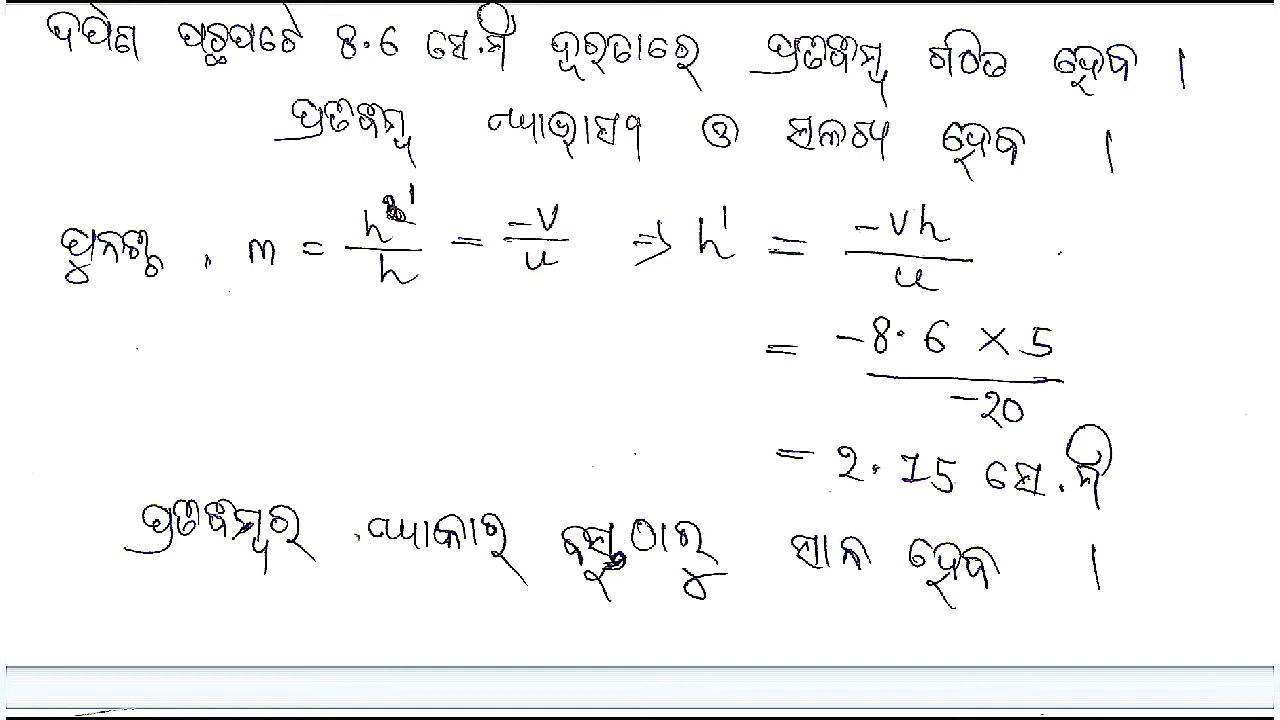 ଦର୍ପଣ ପଛପଟେ 8.6 ସେ.ମି ଦୂରତାରେ ପ୍ରତିବିମ୍ବ ଗଠିତ ହେବ ।
ପ୍ରତିବିମ୍ବ ଆଭାସୀ ଓ ସଳଖ ହେବ ।
ପୁନଶ୍ଚ , m = h'/h = -v/u ⇒ h' = -vh/u
= -8.6 × 5/-20
= 2.15 ସେ.ମି
ପ୍ରତିବିମ୍ବର ଆକାର ବସ୍ତୁଠାରୁ ସାନ ହେବ ।